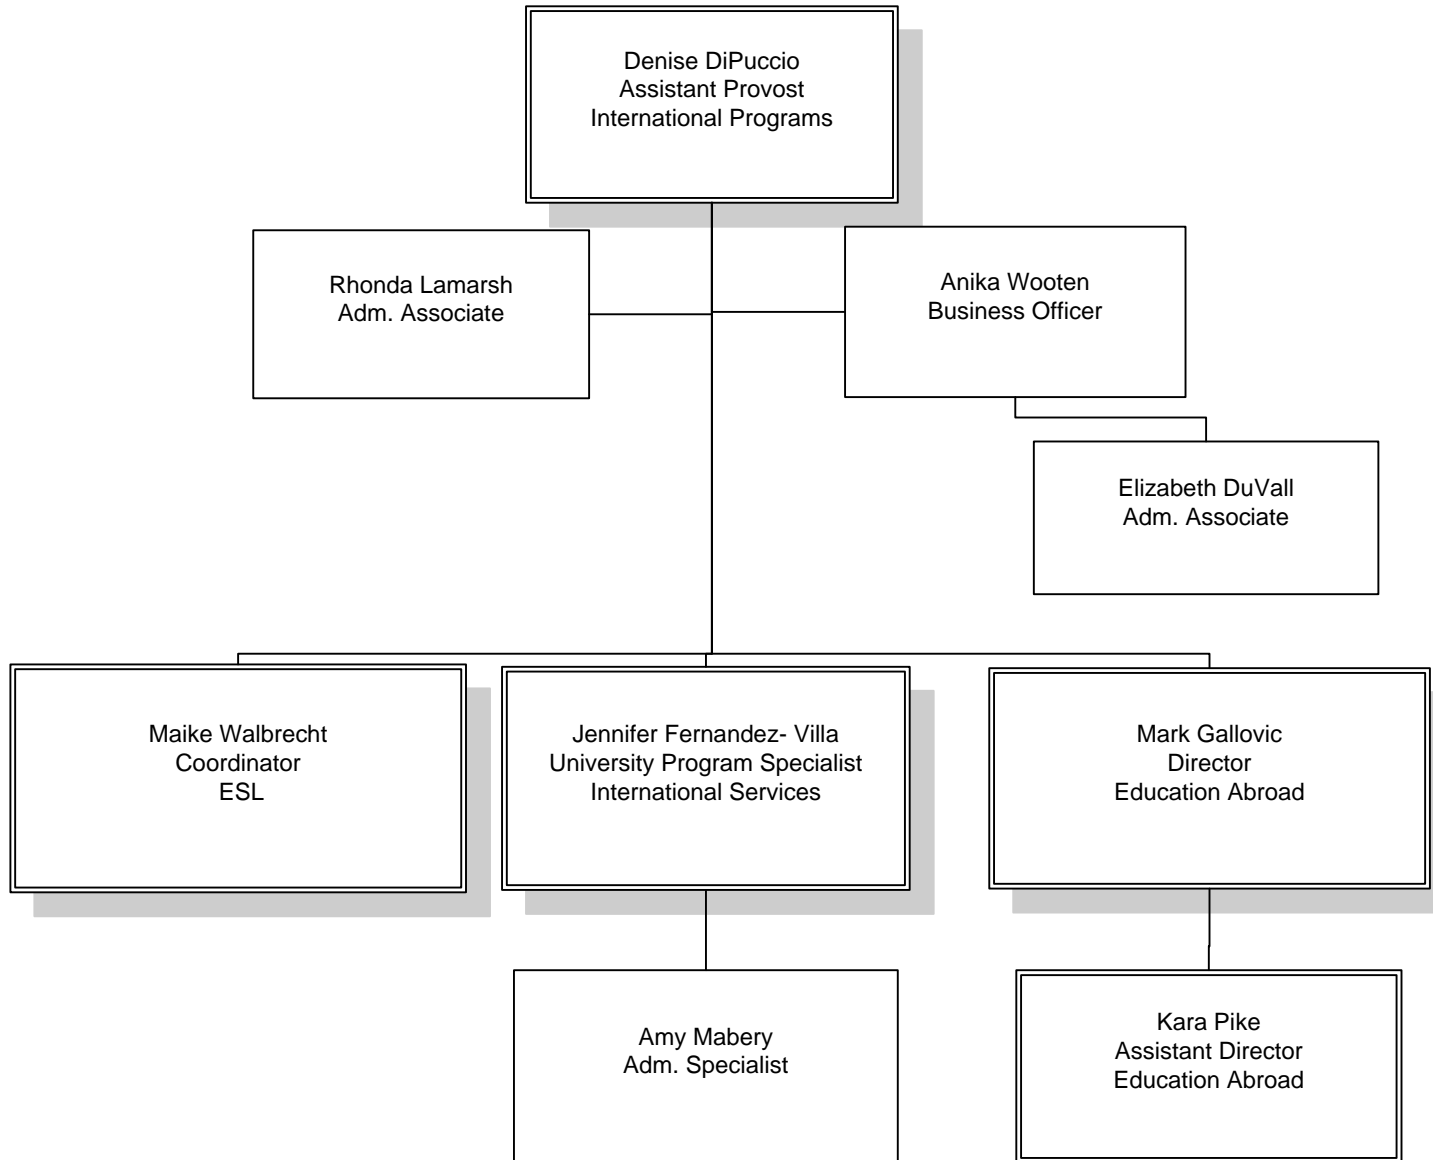 Denise DiPuccio
Assistant Provost
International Programs
Rhonda Lamarsh
Adm. Associate
Anika Wooten
Business Officer
Elizabeth DuVall
Adm. Associate
Maike Walbrecht
Coordinator
ESL
Jennifer Fernandez- Villa
University Program Specialist
International Services
Mark Gallovic
Director
Education Abroad
Amy Mabery
Adm. Specialist
Kara Pike
Assistant Director
Education Abroad